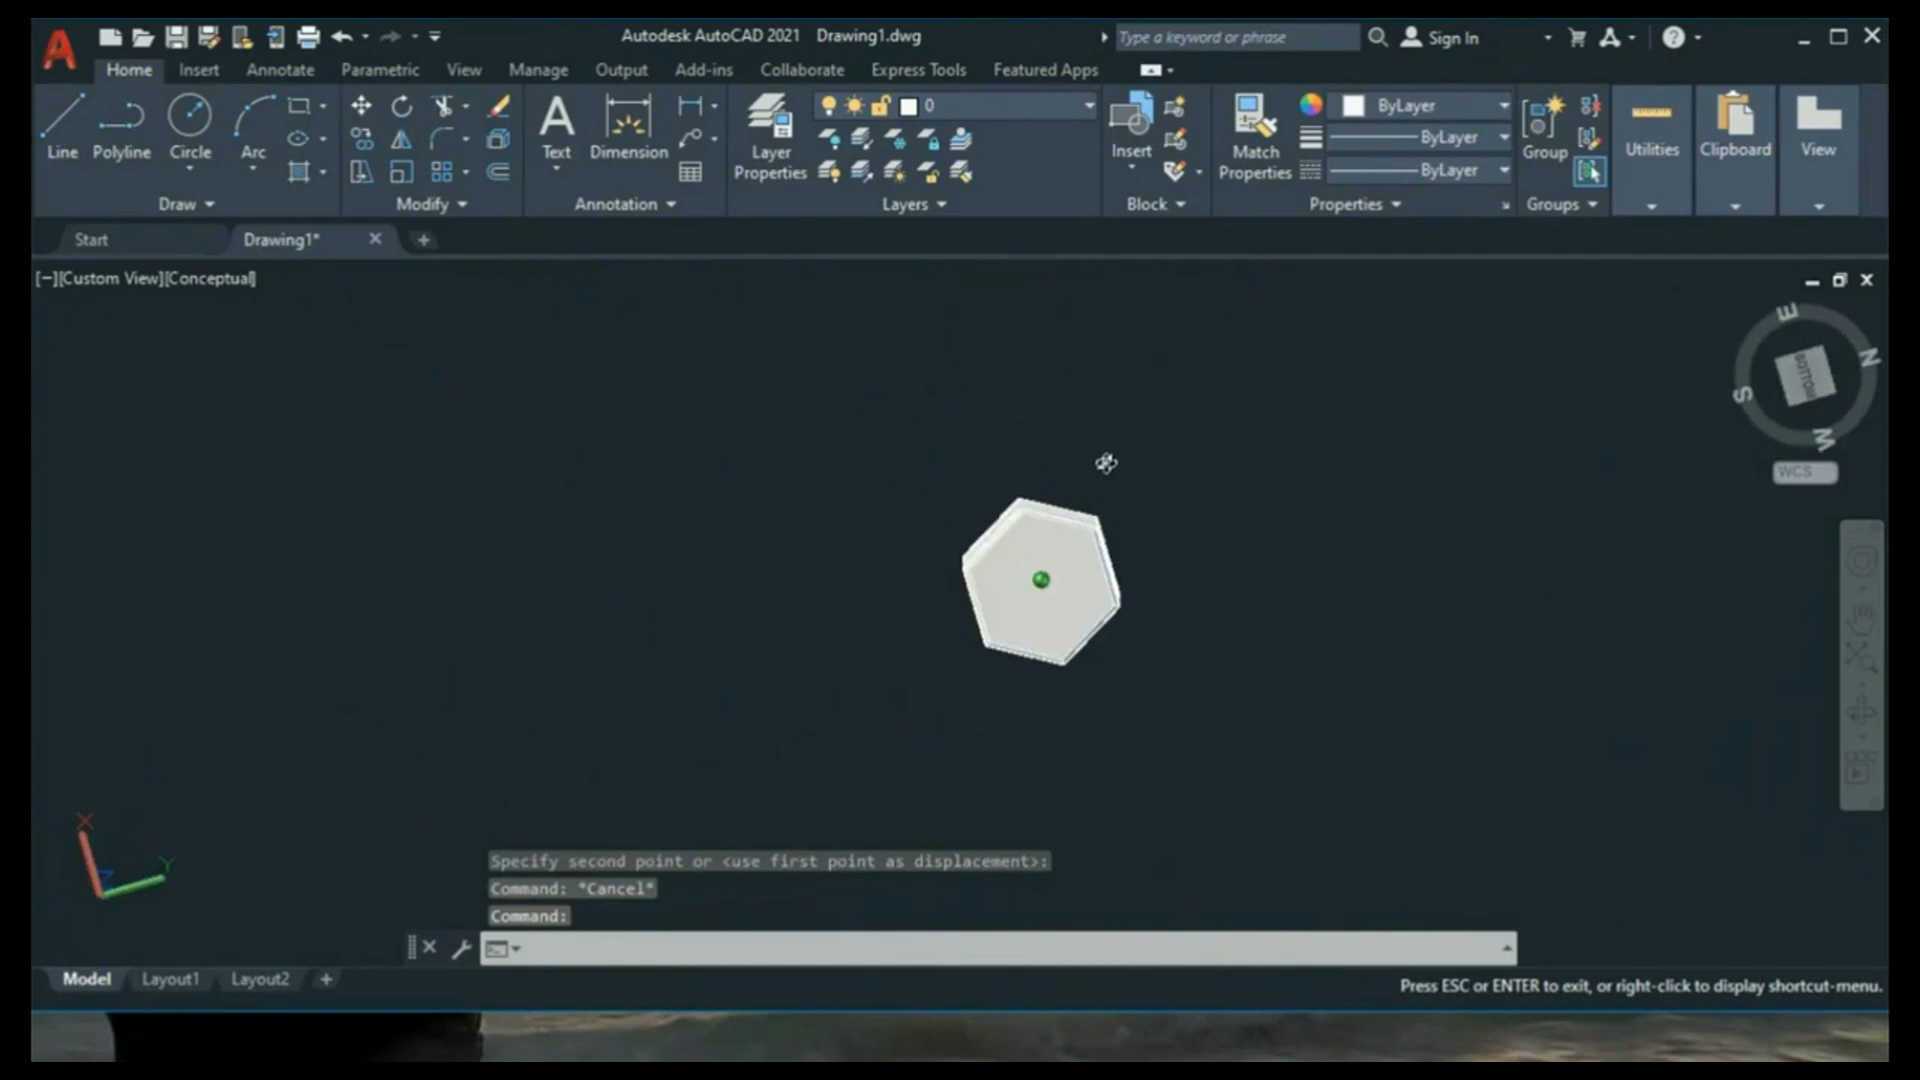 Autodesk AutoCAD 2021 Drawing1.dwg
Type a keyword or phrase
Sign In
Home Insert Annotate Parametric View Manage Output Add-ins Collaborate Express Tools Featured Apps
0
ByLayer
ByLayer
ByLayer
Line Polyline Circle Arc
Text Dimension
Layer Properties
Insert
Match Properties
Group
Utilities
Clipboard
View
Draw Modify Annotation Layers Block Properties Groups
Start Drawing1*
[−][Custom View][Conceptual]
E
N
BOTTOM
S
W
WCS
X
Y
Z
Specify second point or <use first point as displacement>:
Command: *Cancel*
Command:
Model Layout1 Layout2
Press ESC or ENTER to exit, or right-click to display shortcut-menu.